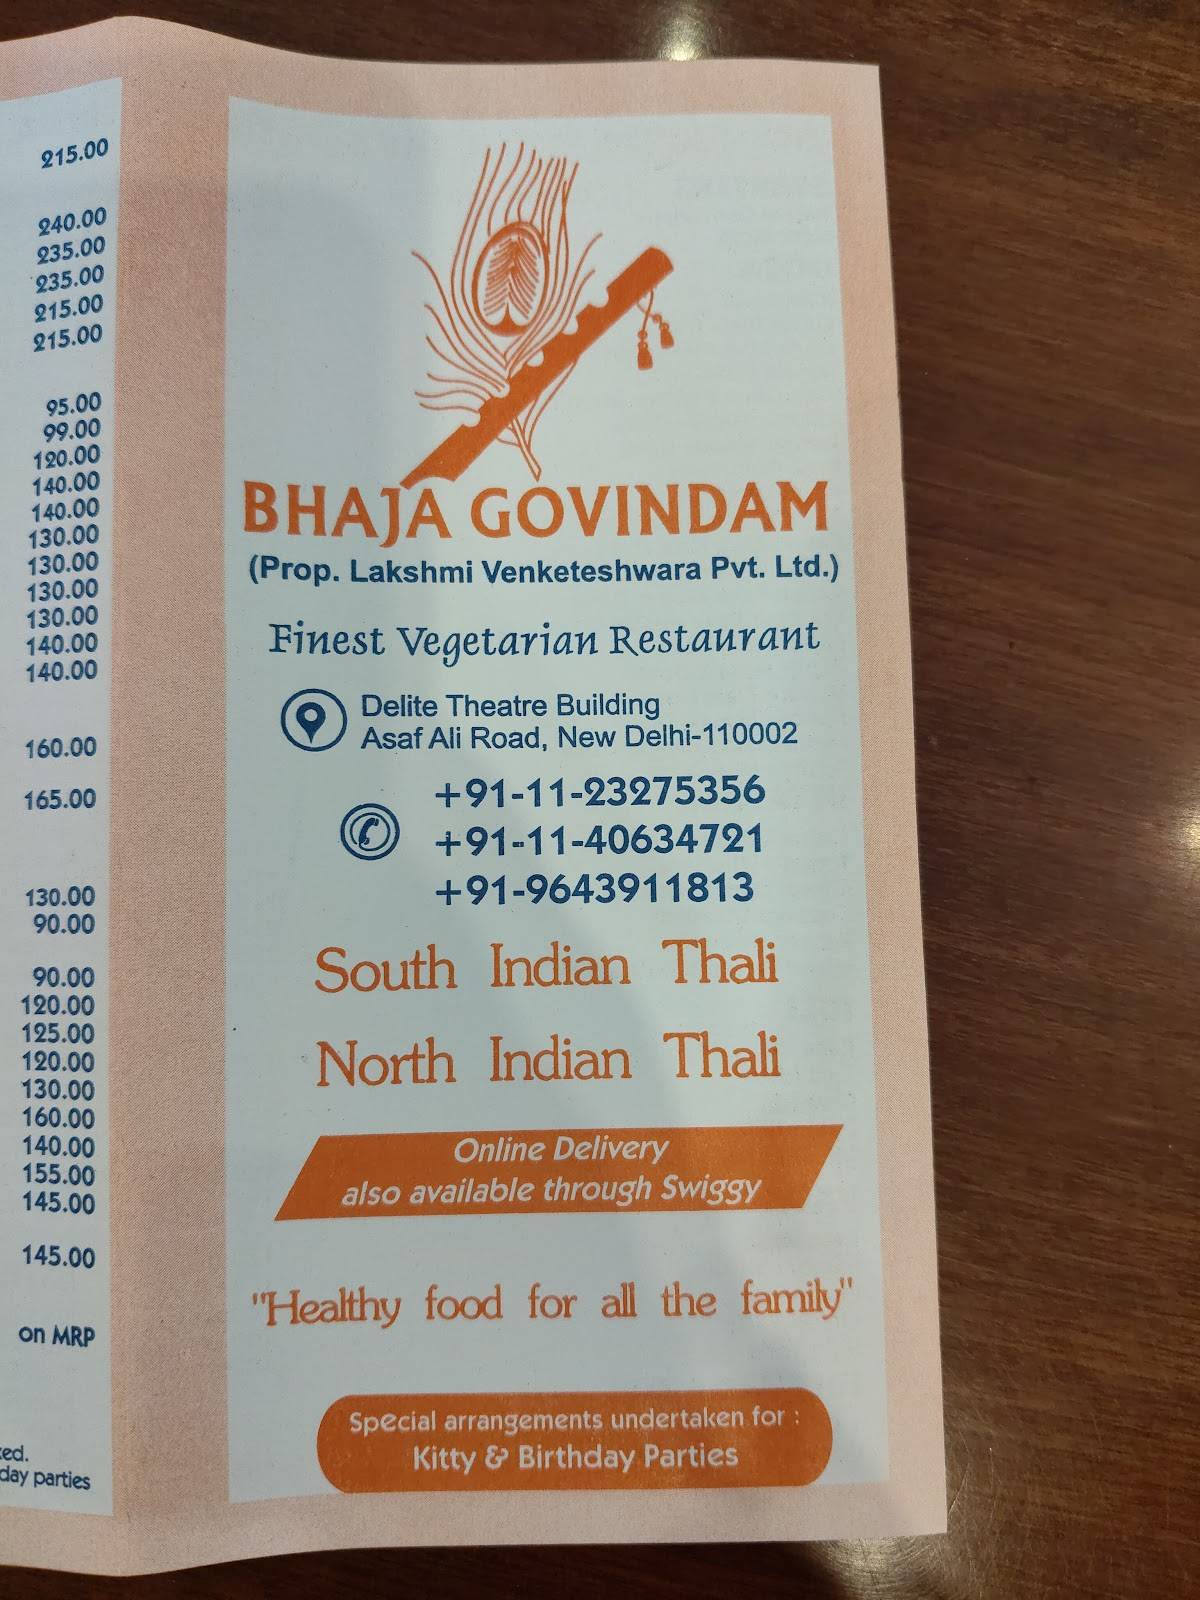 215.00
240.00
235.00
235.00
215.00
215.00
95.00
99.00
120.00
140.00
140.00
130.00
130.00
130.00
130.00
140.00
140.00
160.00
165.00
130.00
90.00
90.00
120.00
125.00
120.00
130.00
160.00
140.00
155.00
145.00
145.00
on MRP
day parties
BHAJA GOVINDAM
(Prop. Lakshmi Venketeshwara Pvt. Ltd.)
Finest Vegetarian Restaurant
Delite Theatre Building
Asaf Ali Road, New Delhi-110002
+91-11-23275356
+91-11-40634721
+91-9643911813
South Indian Thali
North Indian Thali
Online Delivery
also available through Swiggy
"Healthy food for all the family"
Special arrangements undertaken for :
Kitty & Birthday Parties